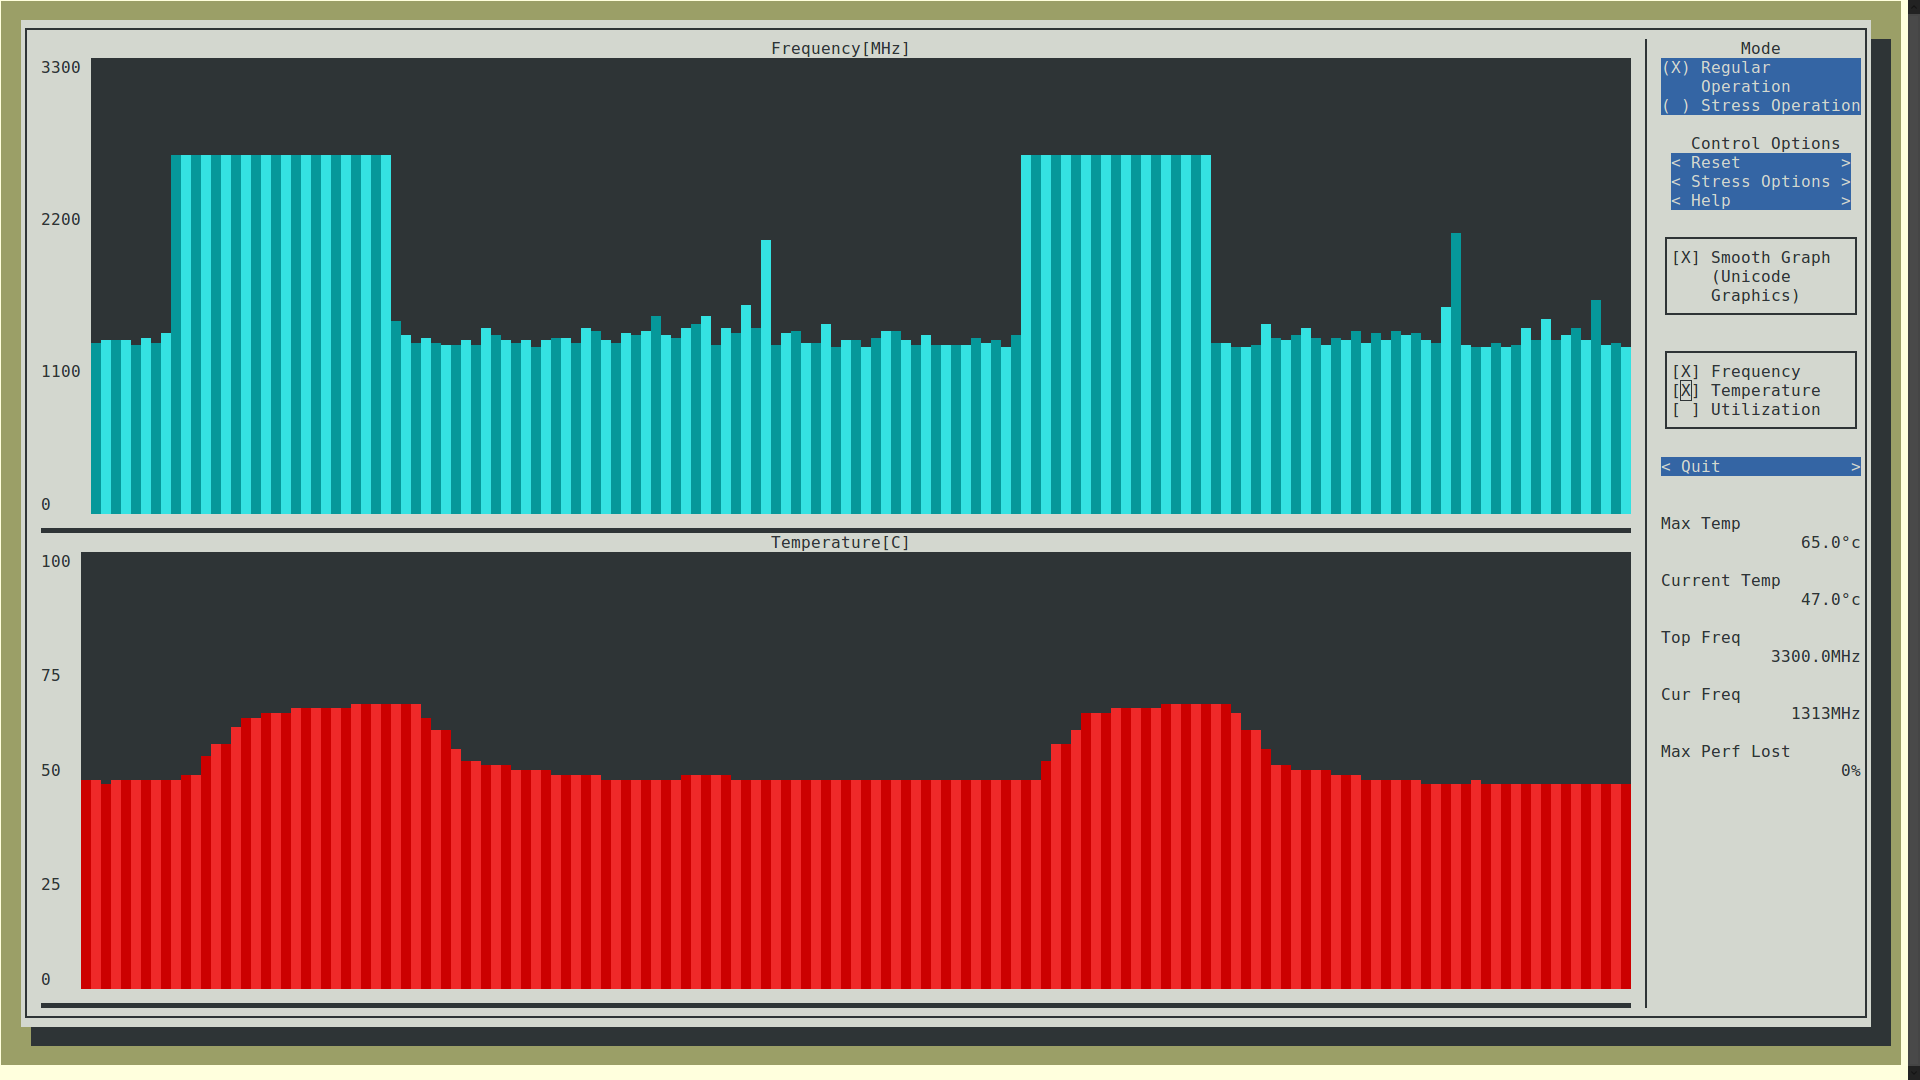 Frequency[MHz]
3300
2200
1100
0
Temperature[C]
100
75
50
25
0
Mode
(X) Regular
Operation
( ) Stress Operation
Control Options
< Reset >
< Stress Options >
< Help >
[X] Smooth Graph
(Unicode
Graphics)
[X] Frequency
[X] Temperature
[ ] Utilization
< Quit >
Max Temp
65.0°c
Current Temp
47.0°c
Top Freq
3300.0MHz
Cur Freq
1313MHz
Max Perf Lost
0%